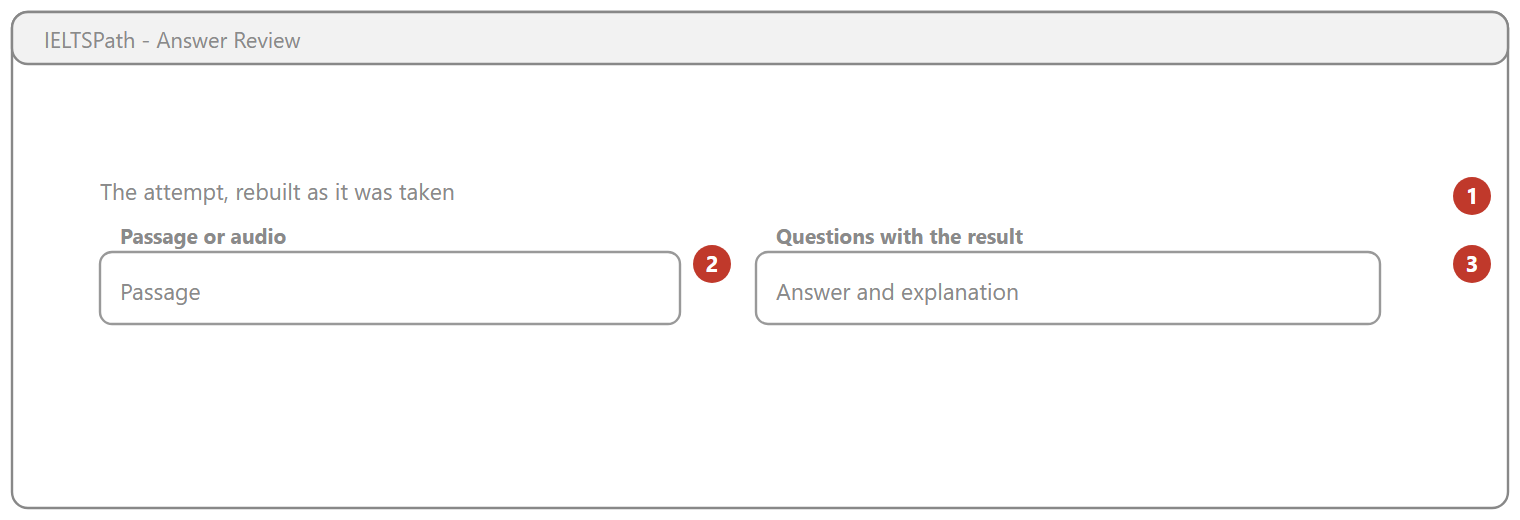 IELTSPath - Answer Review
The attempt, rebuilt as it was taken
1
Passage or audio
Questions with the result
2
3
Passage
Answer and explanation